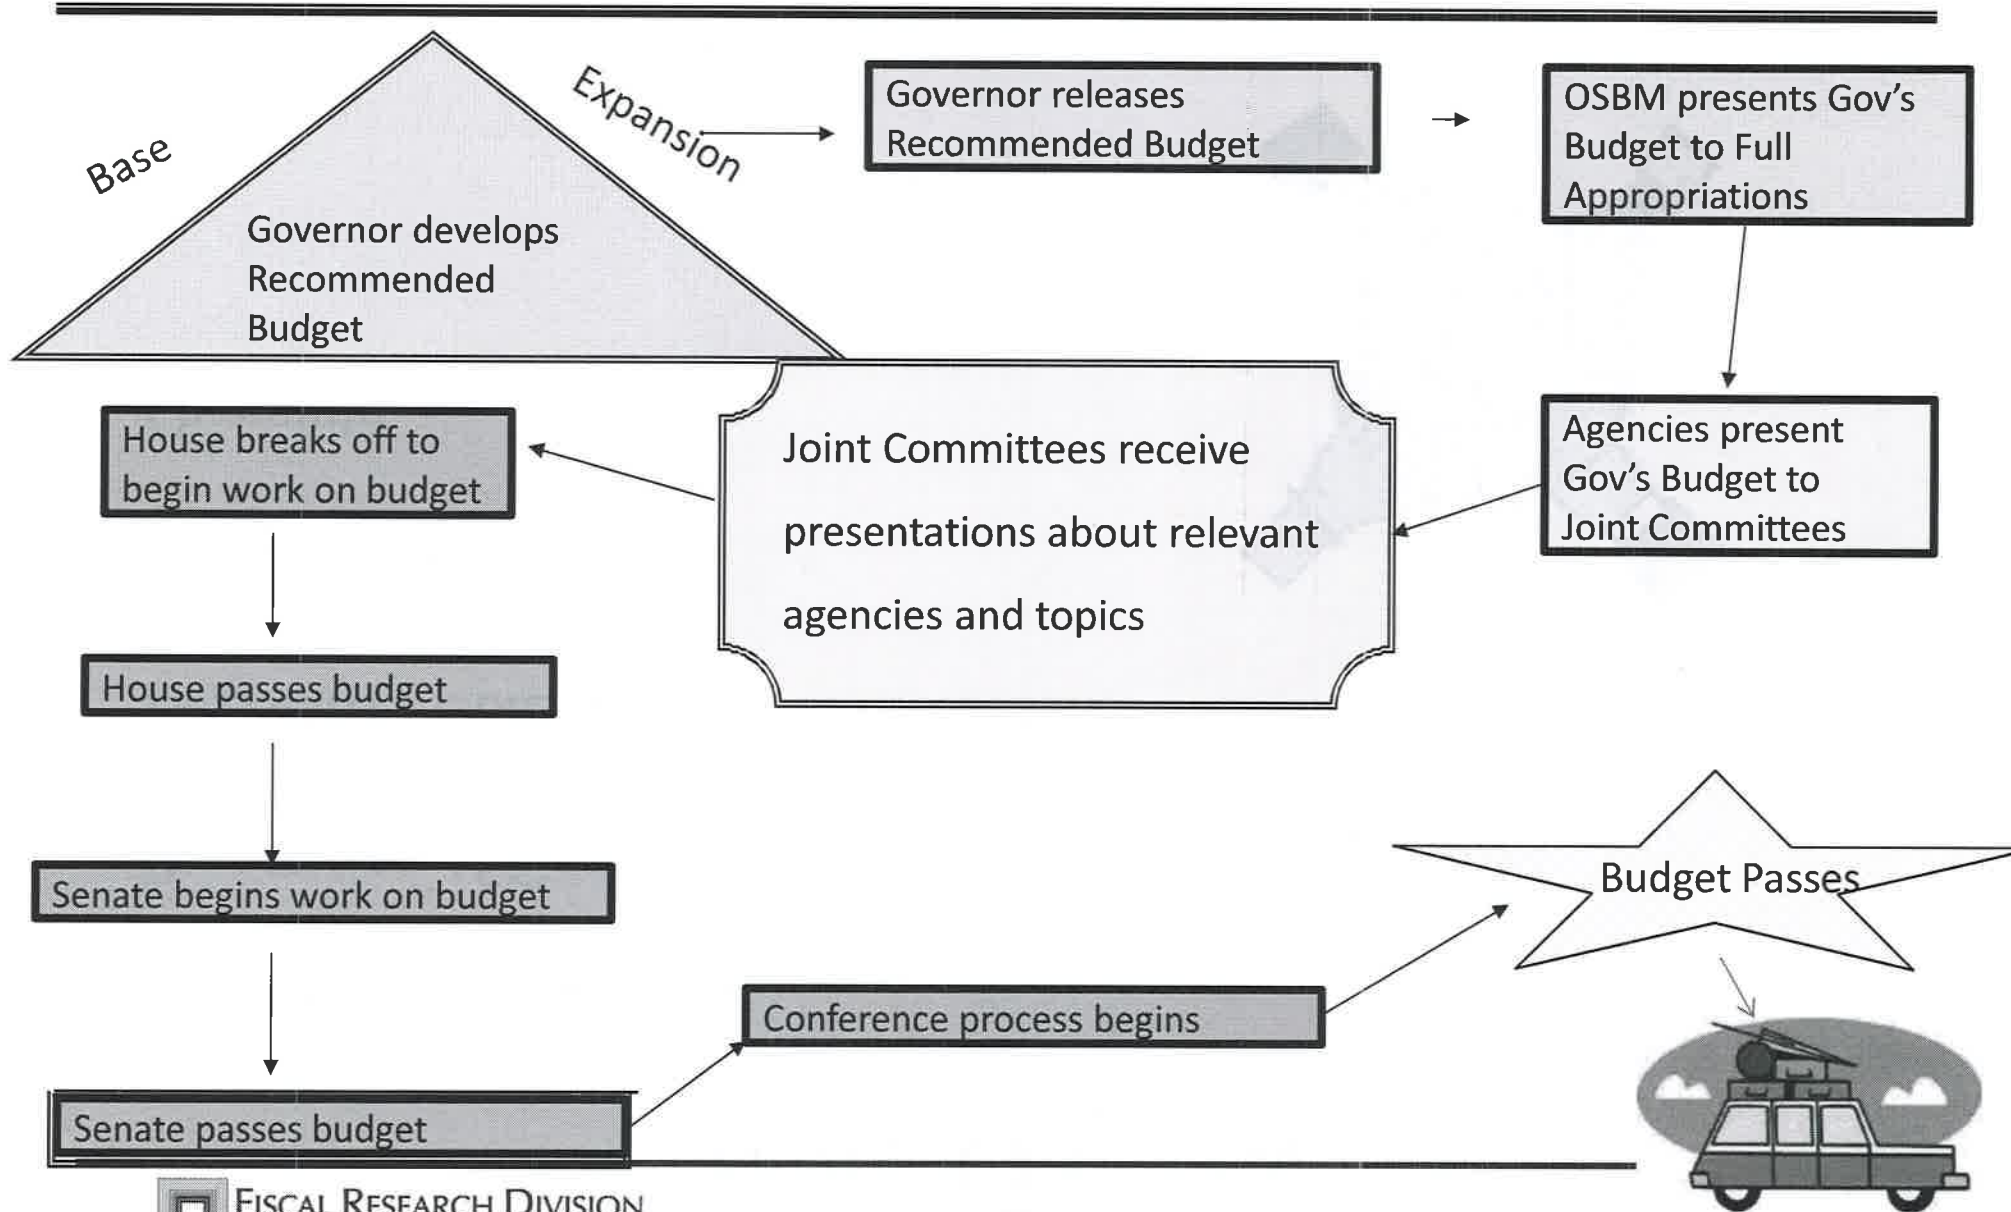 Base
Expansion
Governor develops
Recommended
Budget
Governor releases
Recommended Budget
OSBM presents Gov's
Budget to Full
Appropriations
Agencies present
Gov's Budget to
Joint Committees
Joint Committees receive
presentations about relevant
agencies and topics
House breaks off to
begin work on budget
House passes budget
Senate begins work on budget
Senate passes budget
Conference process begins
Budget Passes
FISCAL RESEARCH DIVISION